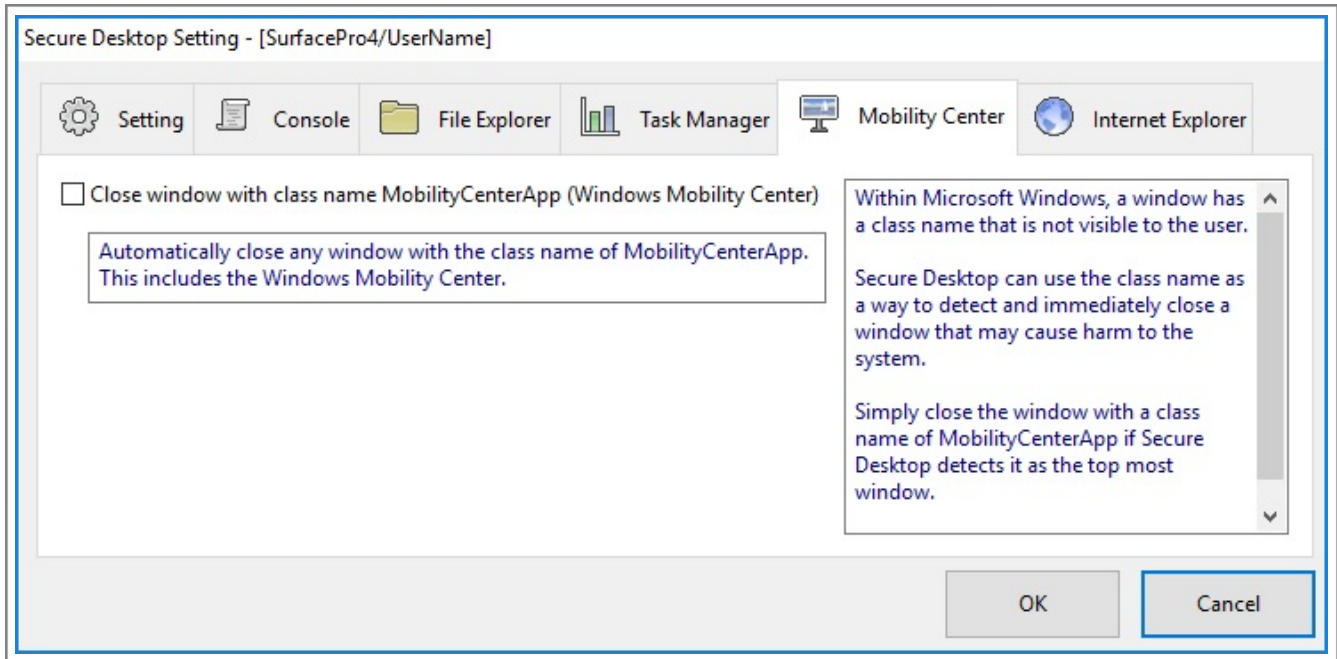 Secure Desktop Setting - [SurfacePro4/UserName]
Setting
Console
File Explorer
Task Manager
Mobility Center
Internet Explorer
Close window with class name MobilityCenterApp (Windows Mobility Center)
Automatically close any window with the class name of MobilityCenterApp.
This includes the Windows Mobility Center.
Within Microsoft Windows, a window has
a class name that is not visible to the user.
Secure Desktop can use the class name as
a way to detect and immediately close a
window that may cause harm to the
system.
Simply close the window with a class
name of MobilityCenterApp if Secure
Desktop detects it as the top most
window.
OK
Cancel